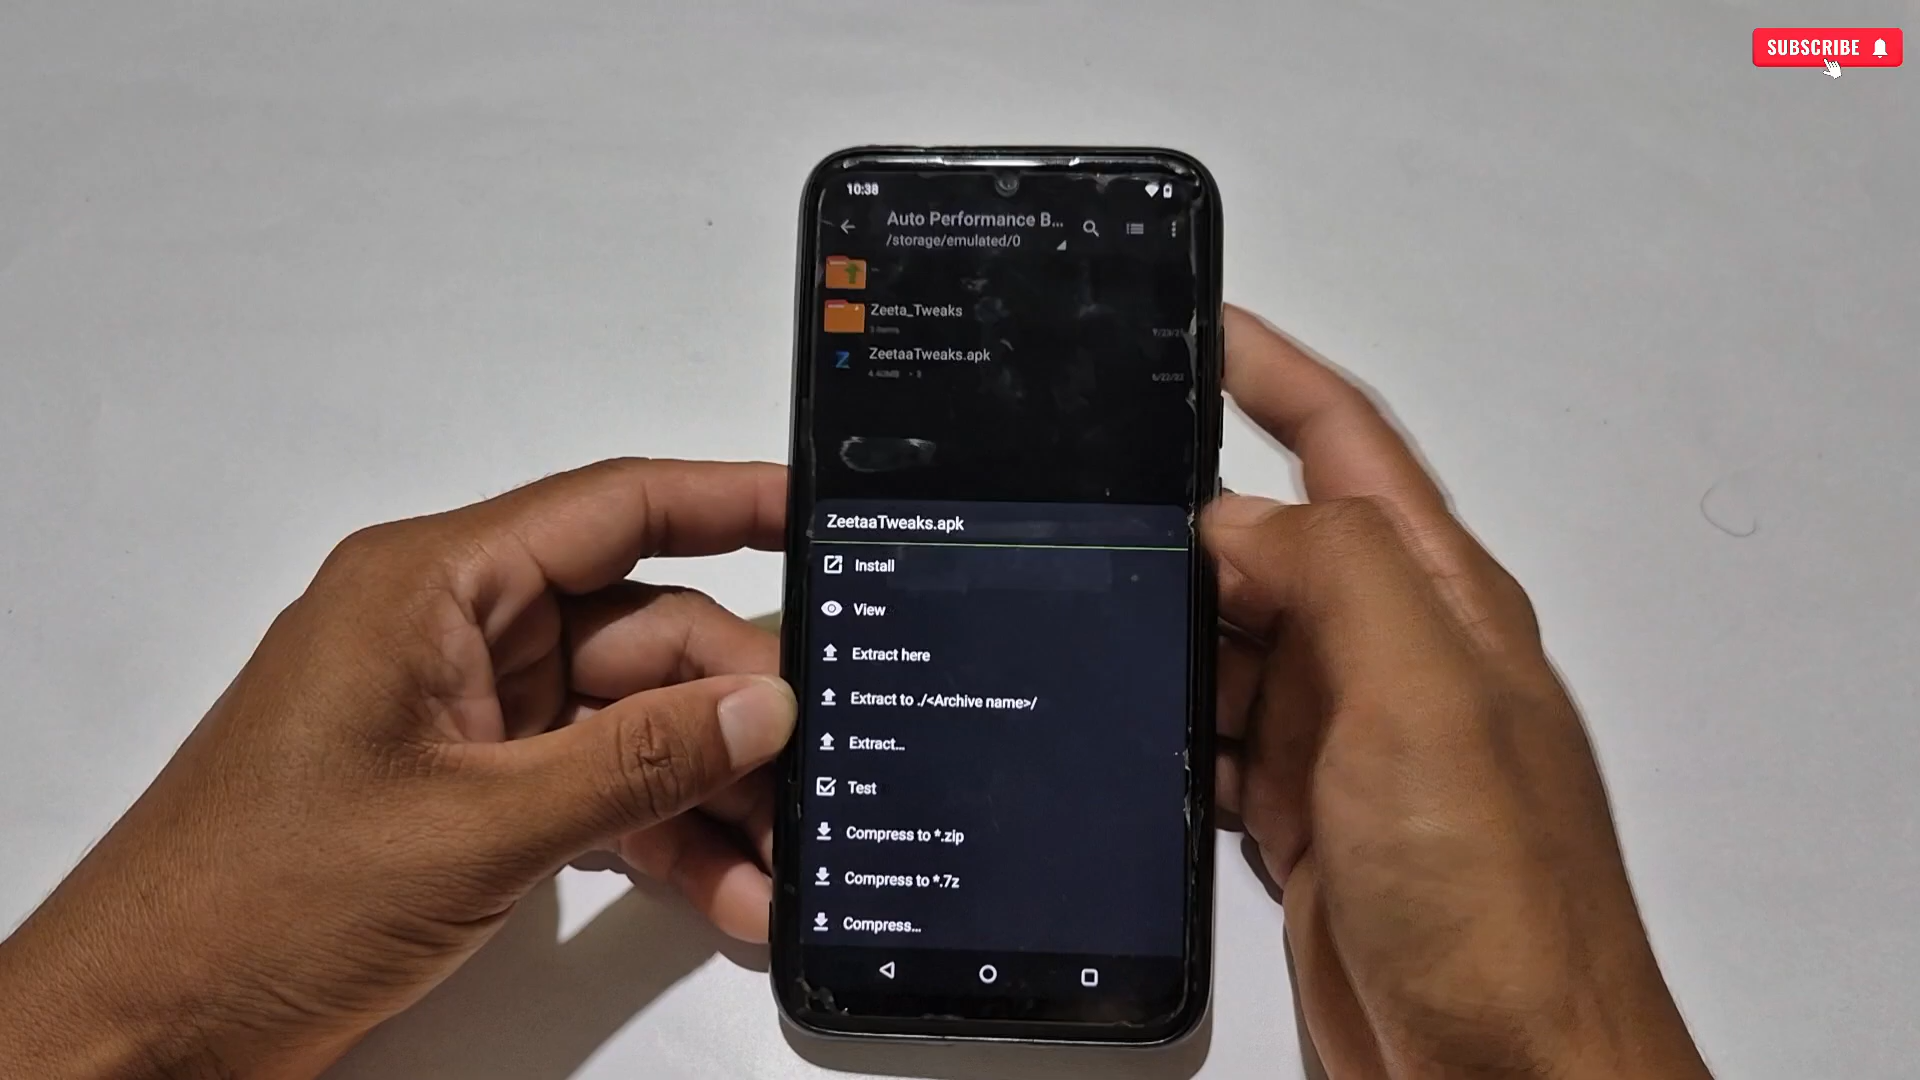 SUBSCRIBE
10:38
Auto Performance B...
/storage/emulated/0
Zeeta_Tweaks
ZeetaaTweaks.apk
ZeetaaTweaks.apk
Install
View
Extract here
Extract to ./<Archive name>/
Extract...
Test
Compress to *.zip
Compress to *.7z
Compress...